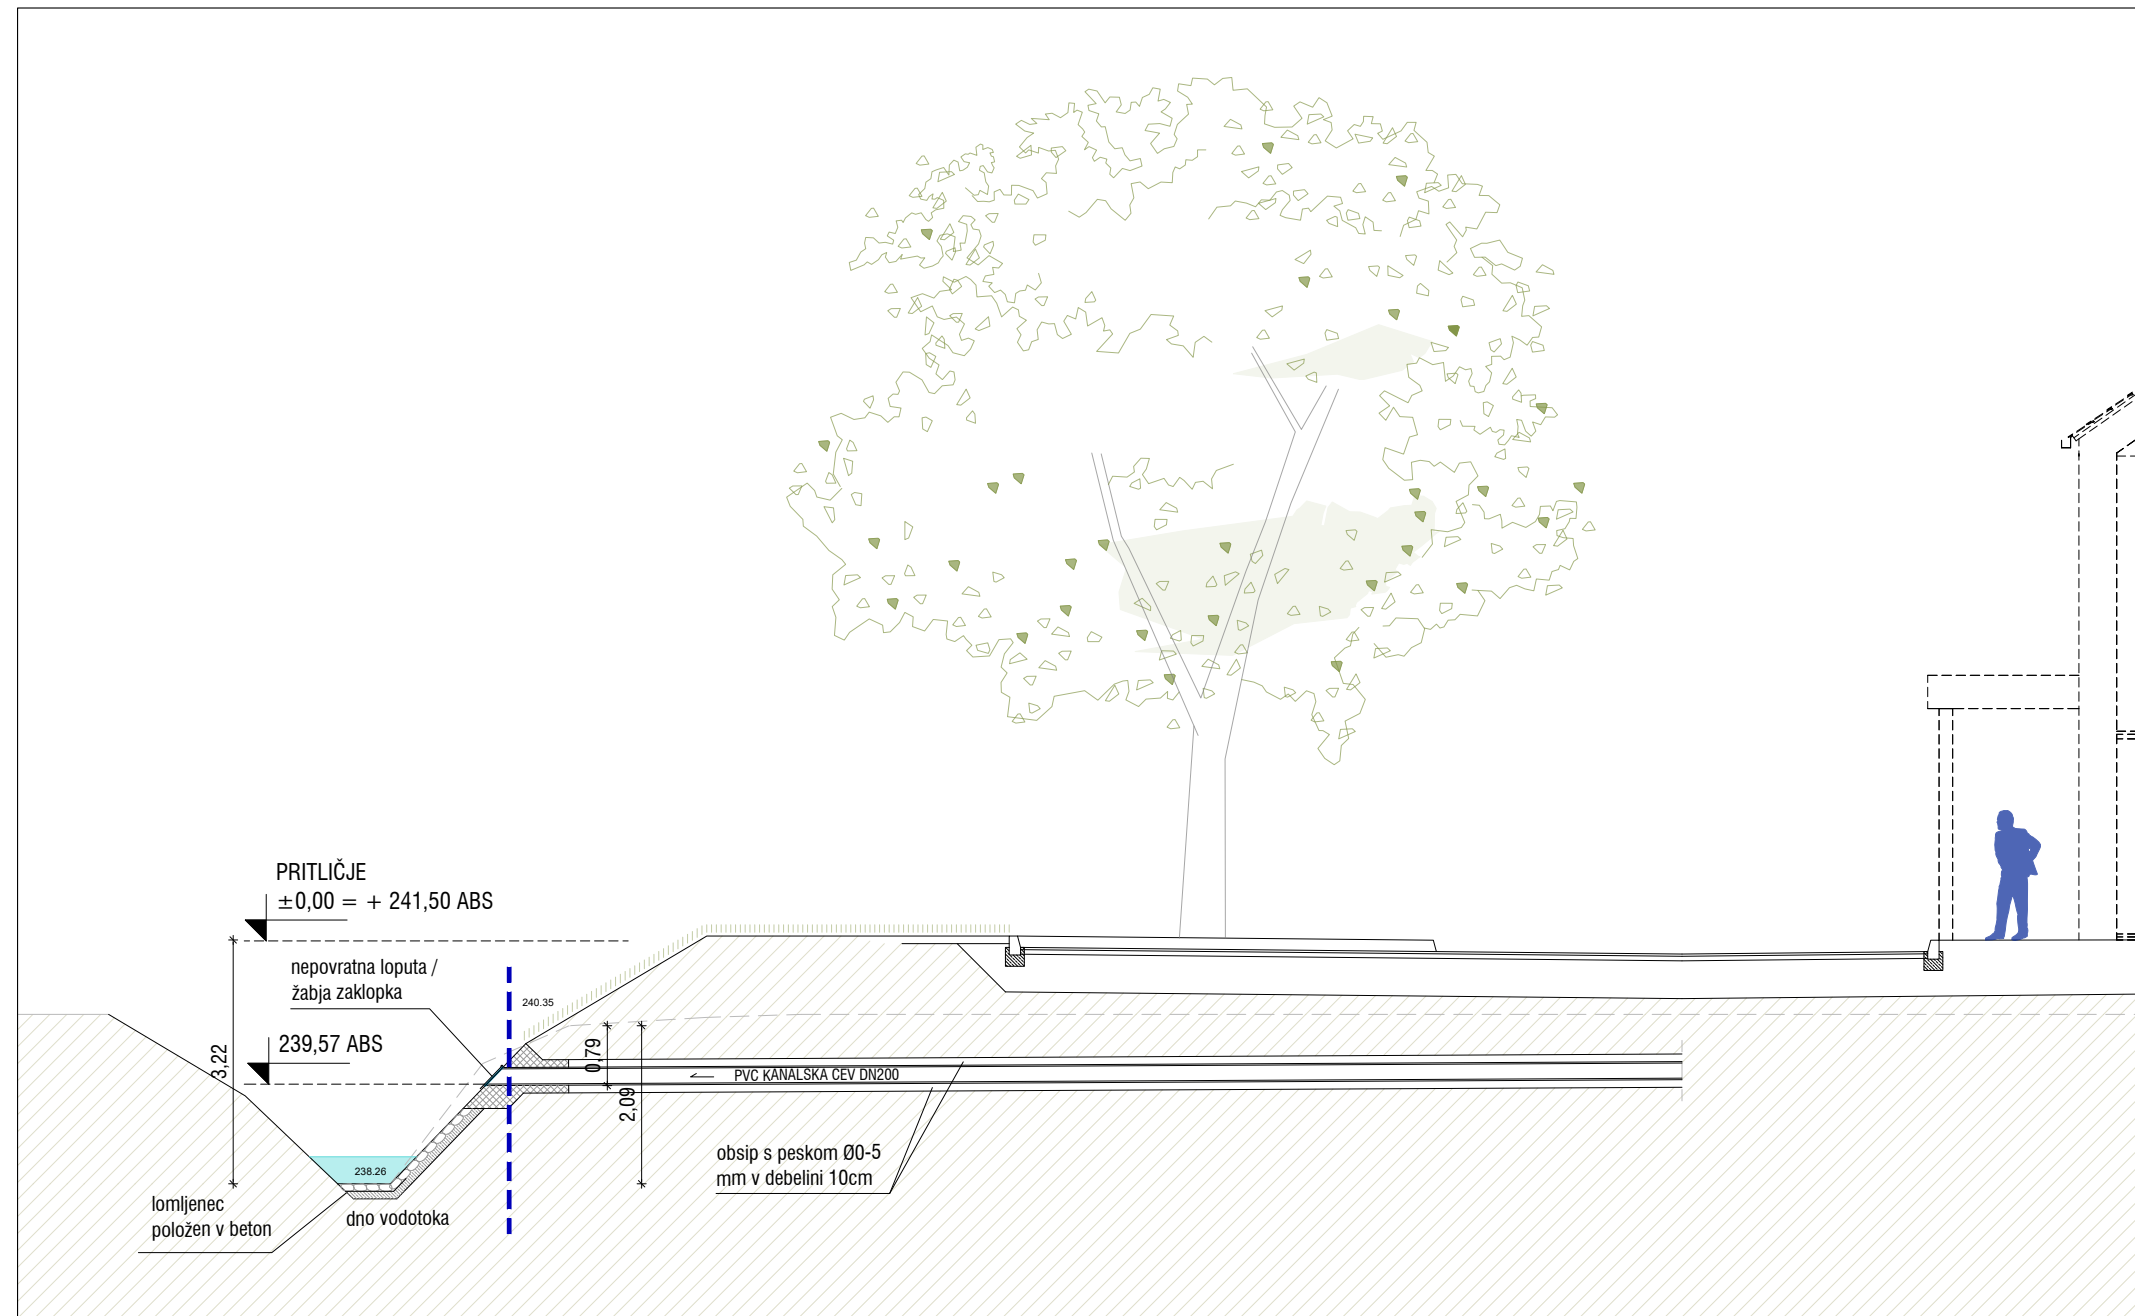 PRITLIČJE
±0,00 = + 241,50 ABS
nepovratna loputa /
žabja zaklopka
240.35
239,57 ABS
3,22
0,79
2,09
PVC KANALSKA CEV DN200
obsip s peskom Ø0-5
mm v debelini 10cm
238.26
lomljenec
položen v beton
dno vodotoka